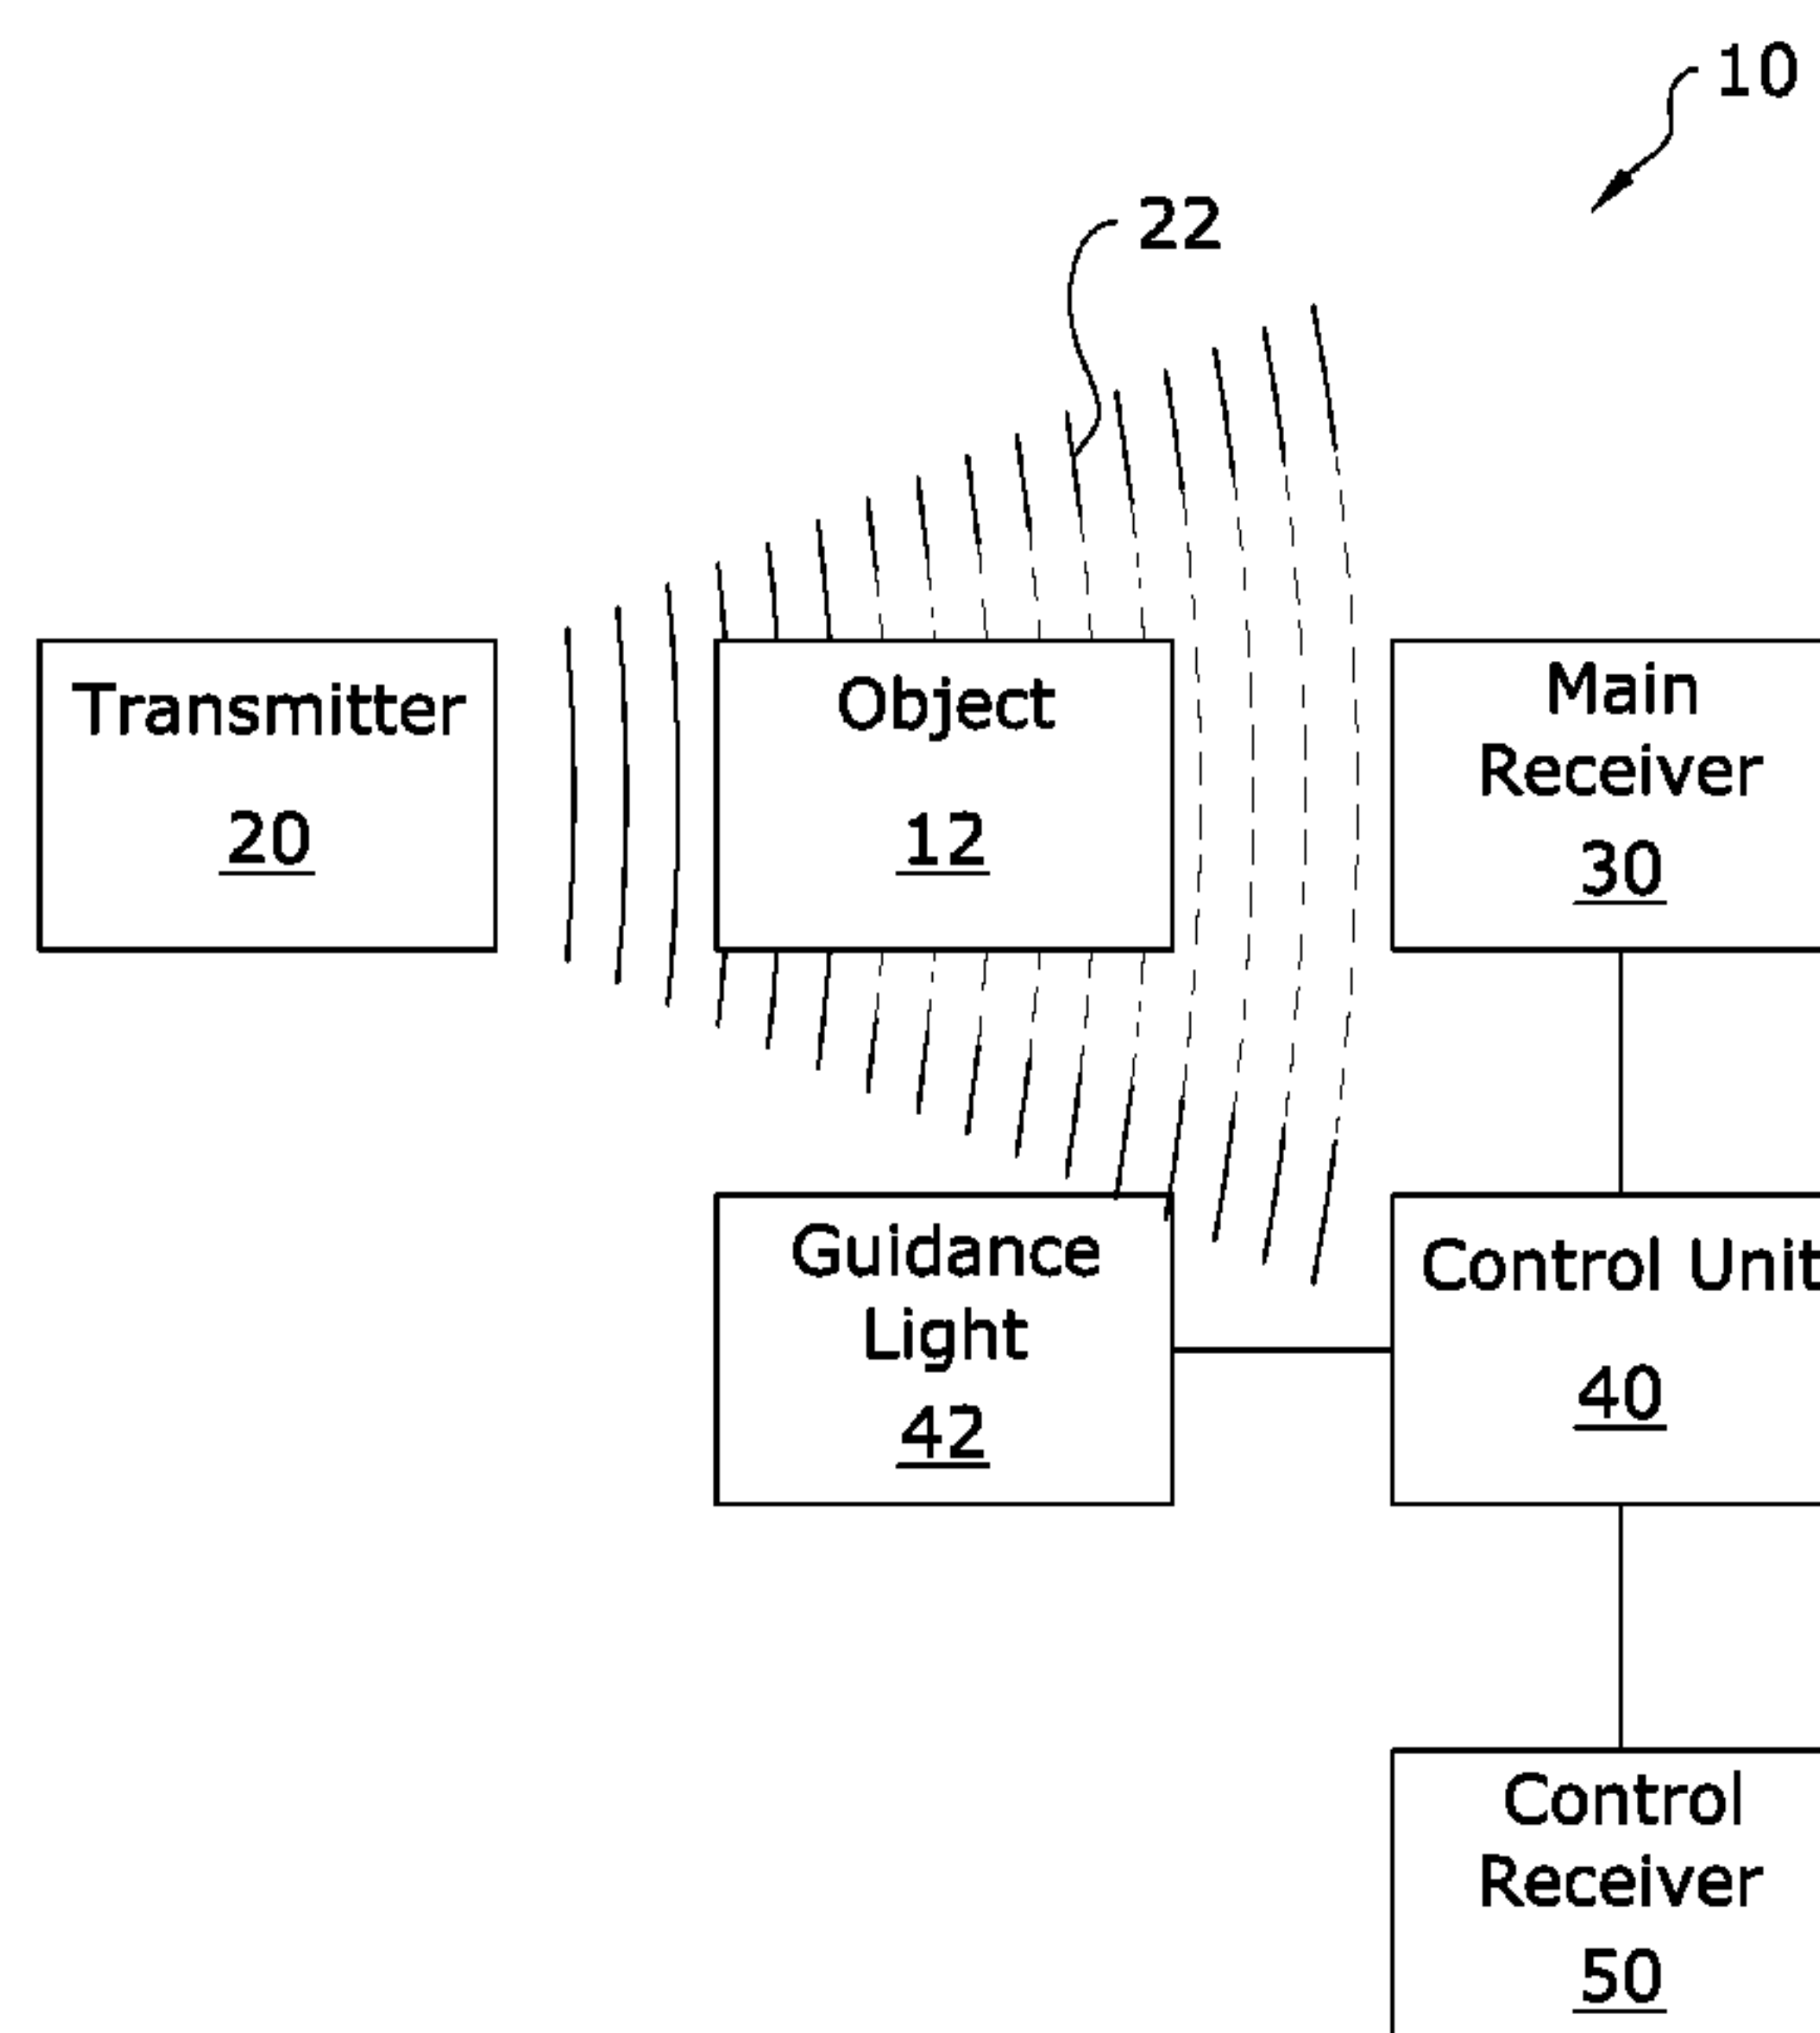 10
22
Transmitter
20
Object
12
Main
Receiver
30
Guidance
Light
42
Control Unit
40
Control
Receiver
50